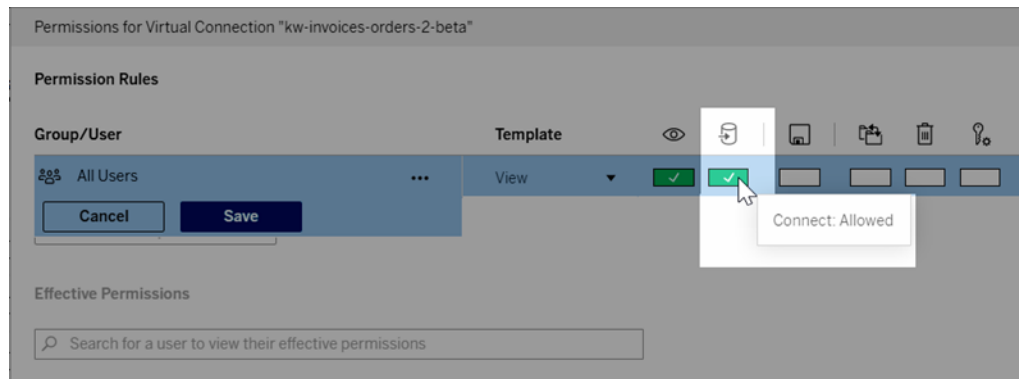 Permissions for Virtual Connection "kw-invoices-orders-2-beta"
Permission Rules
Group/User Template
All Users ••• View
Cancel Save
Connect: Allowed
Effective Permissions
Search for a user to view their effective permissions